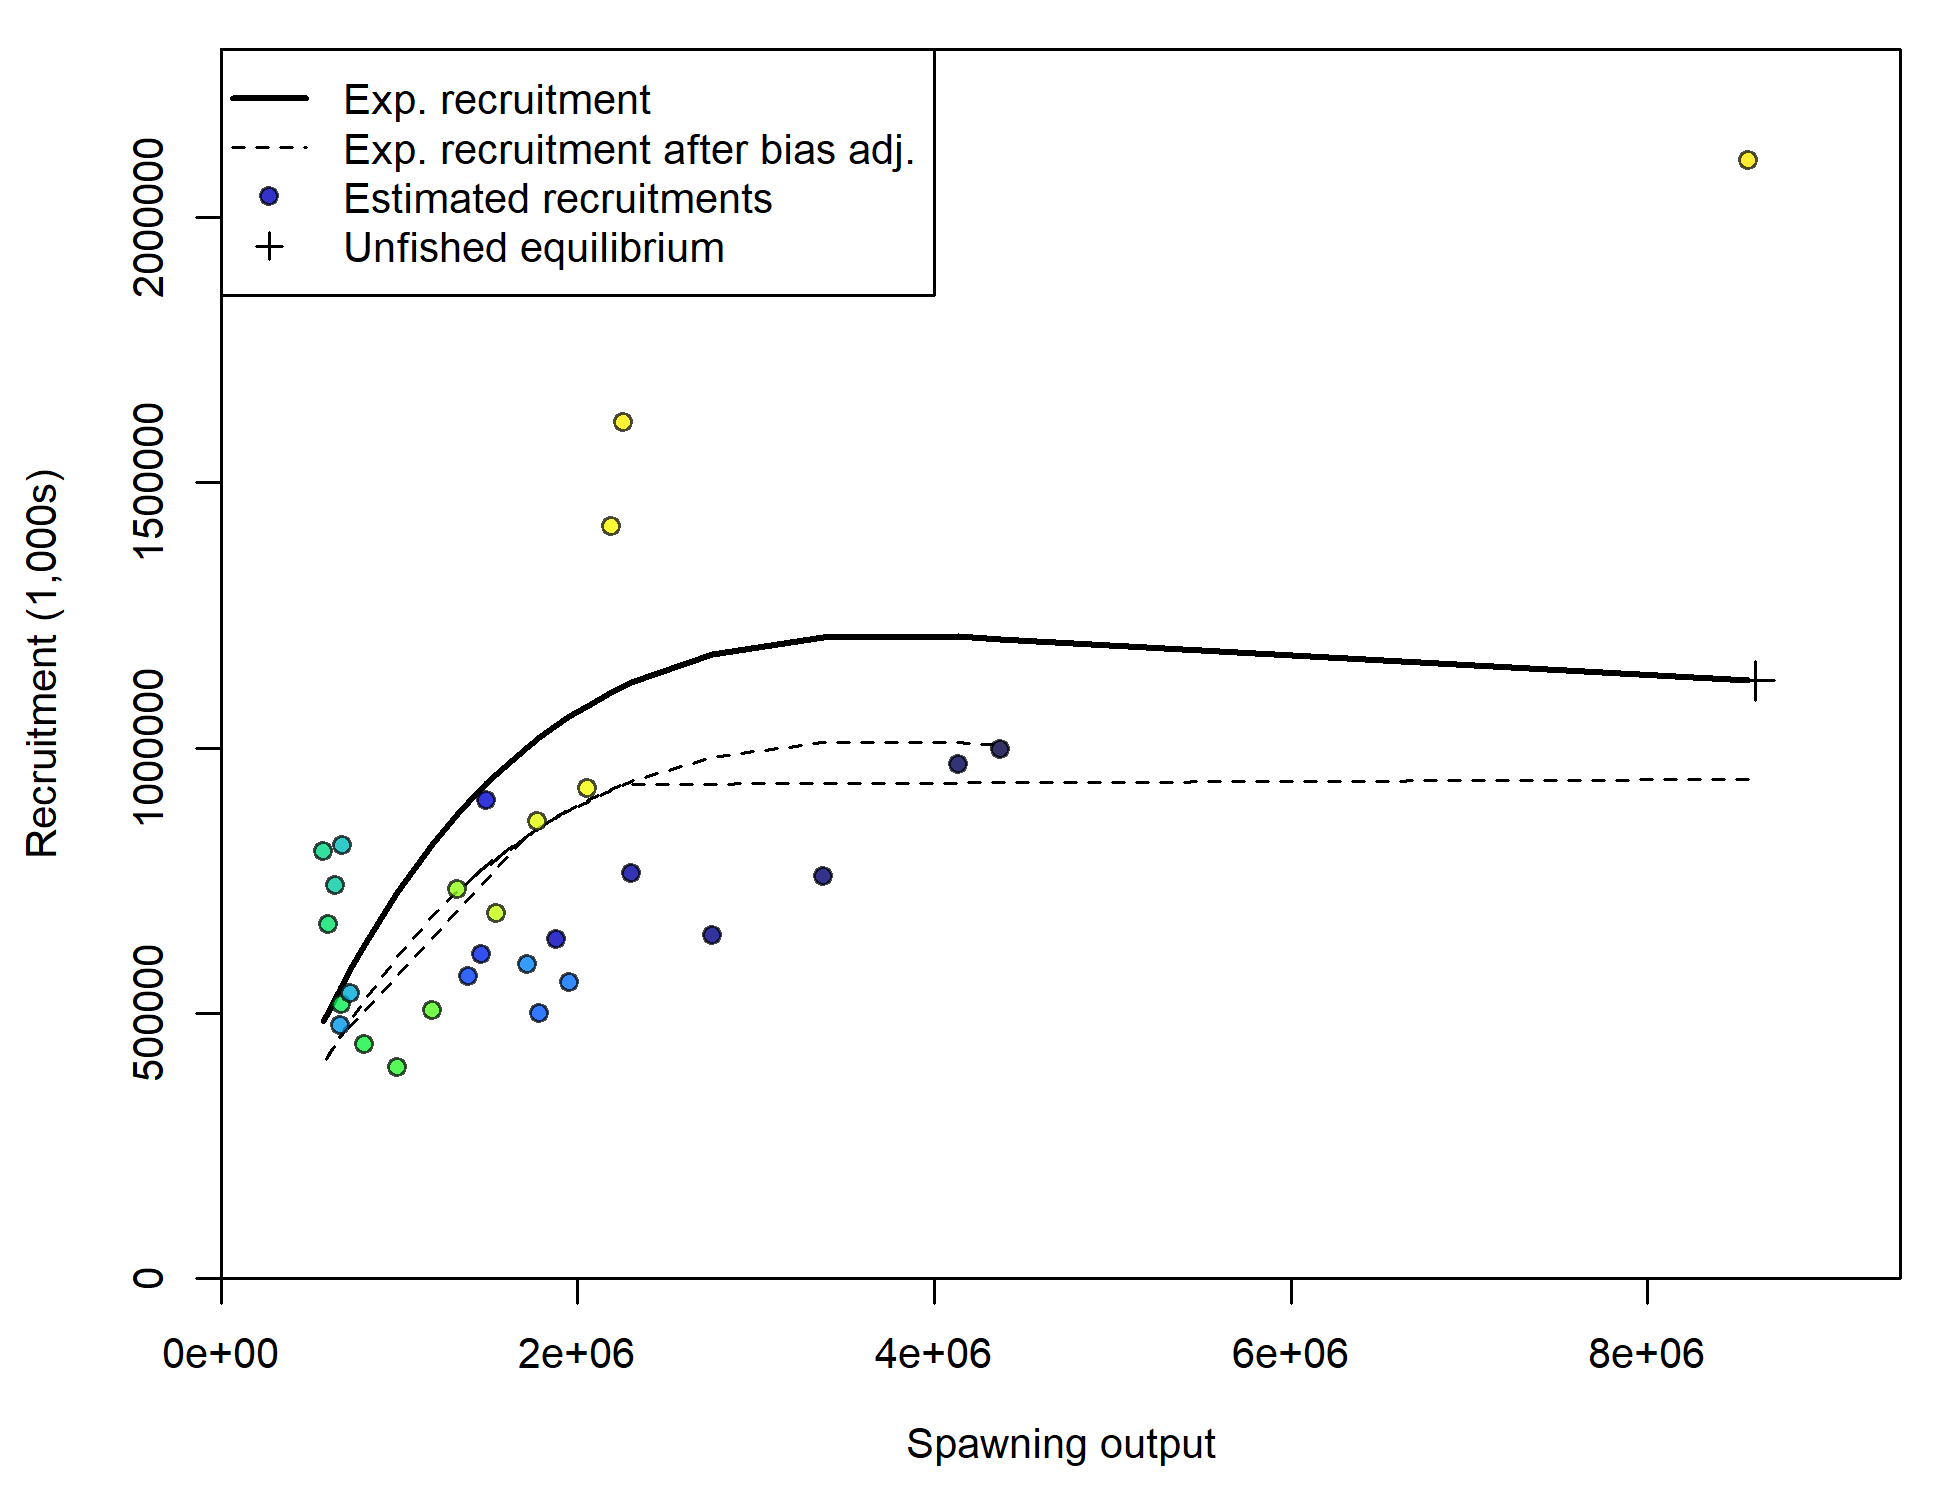 Exp. recruitment
Exp. recruitment after bias adj.
Estimated recruitments
Unfished equilibrium
Recruitment (1,000s)
2000000
1500000
1000000
500000
0
0e+00
2e+06
4e+06
6e+06
8e+06
Spawning output